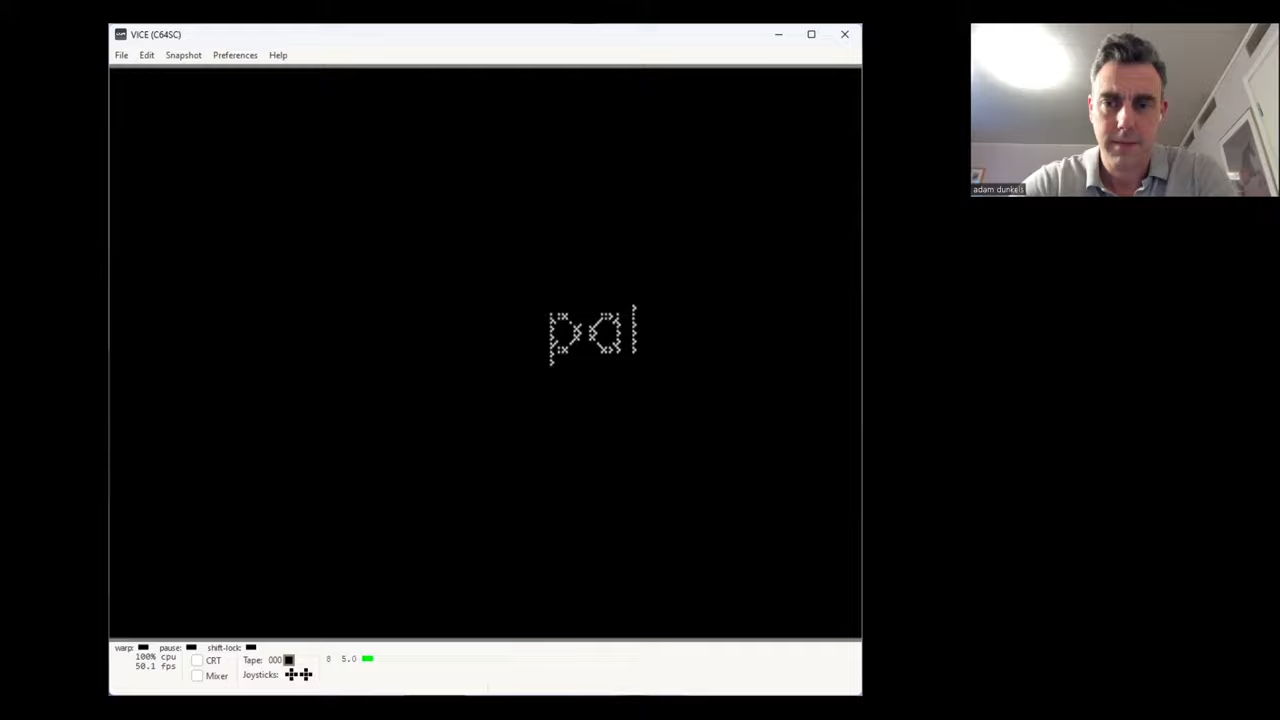 VICE (C64SC)
File Edit Snapshot Preferences Help
adam dunkels
pal
warp: pause: shift-lock:
100% cpu
50.1 fps
CRT
Mixer
Tape: 000
Joysticks:
8 5.0